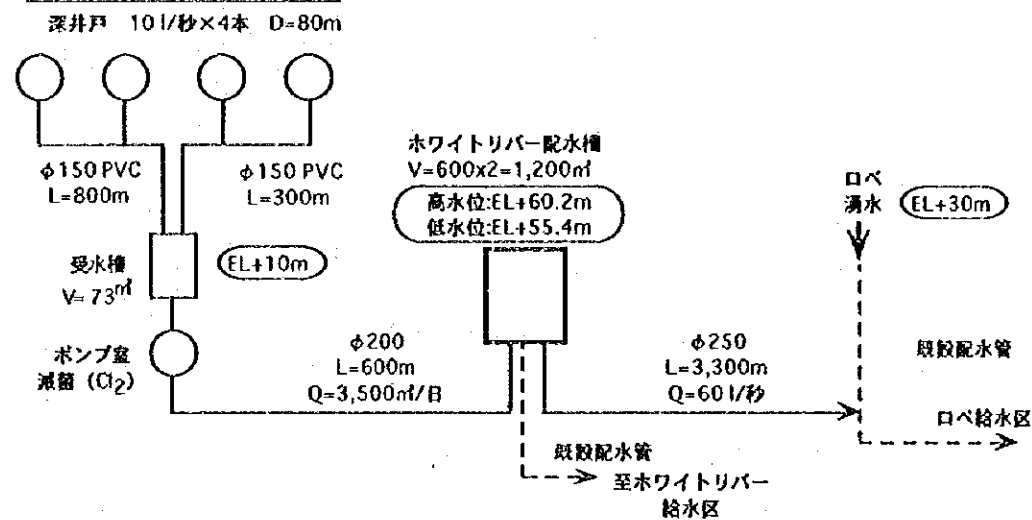 深井戸 10 l/秒×4本 D=80m
φ150 PVC
L=800m
φ150 PVC
L=300m
受水槽
V= 73㎥
EL+10m
ポンプ室
滅菌 (Cl₂)
φ200
L=600m
Q=3,500㎥/日
ホワイトリバー配水槽
V=600x2=1,200㎥
高水位:EL+60.2m
低水位:EL+55.4m
φ250
L=3,300m
Q=60 l/秒
ロベ
湧水
EL+30m
既設配水管
ロベ給水区
既設配水管
至ホワイトリバー
給水区